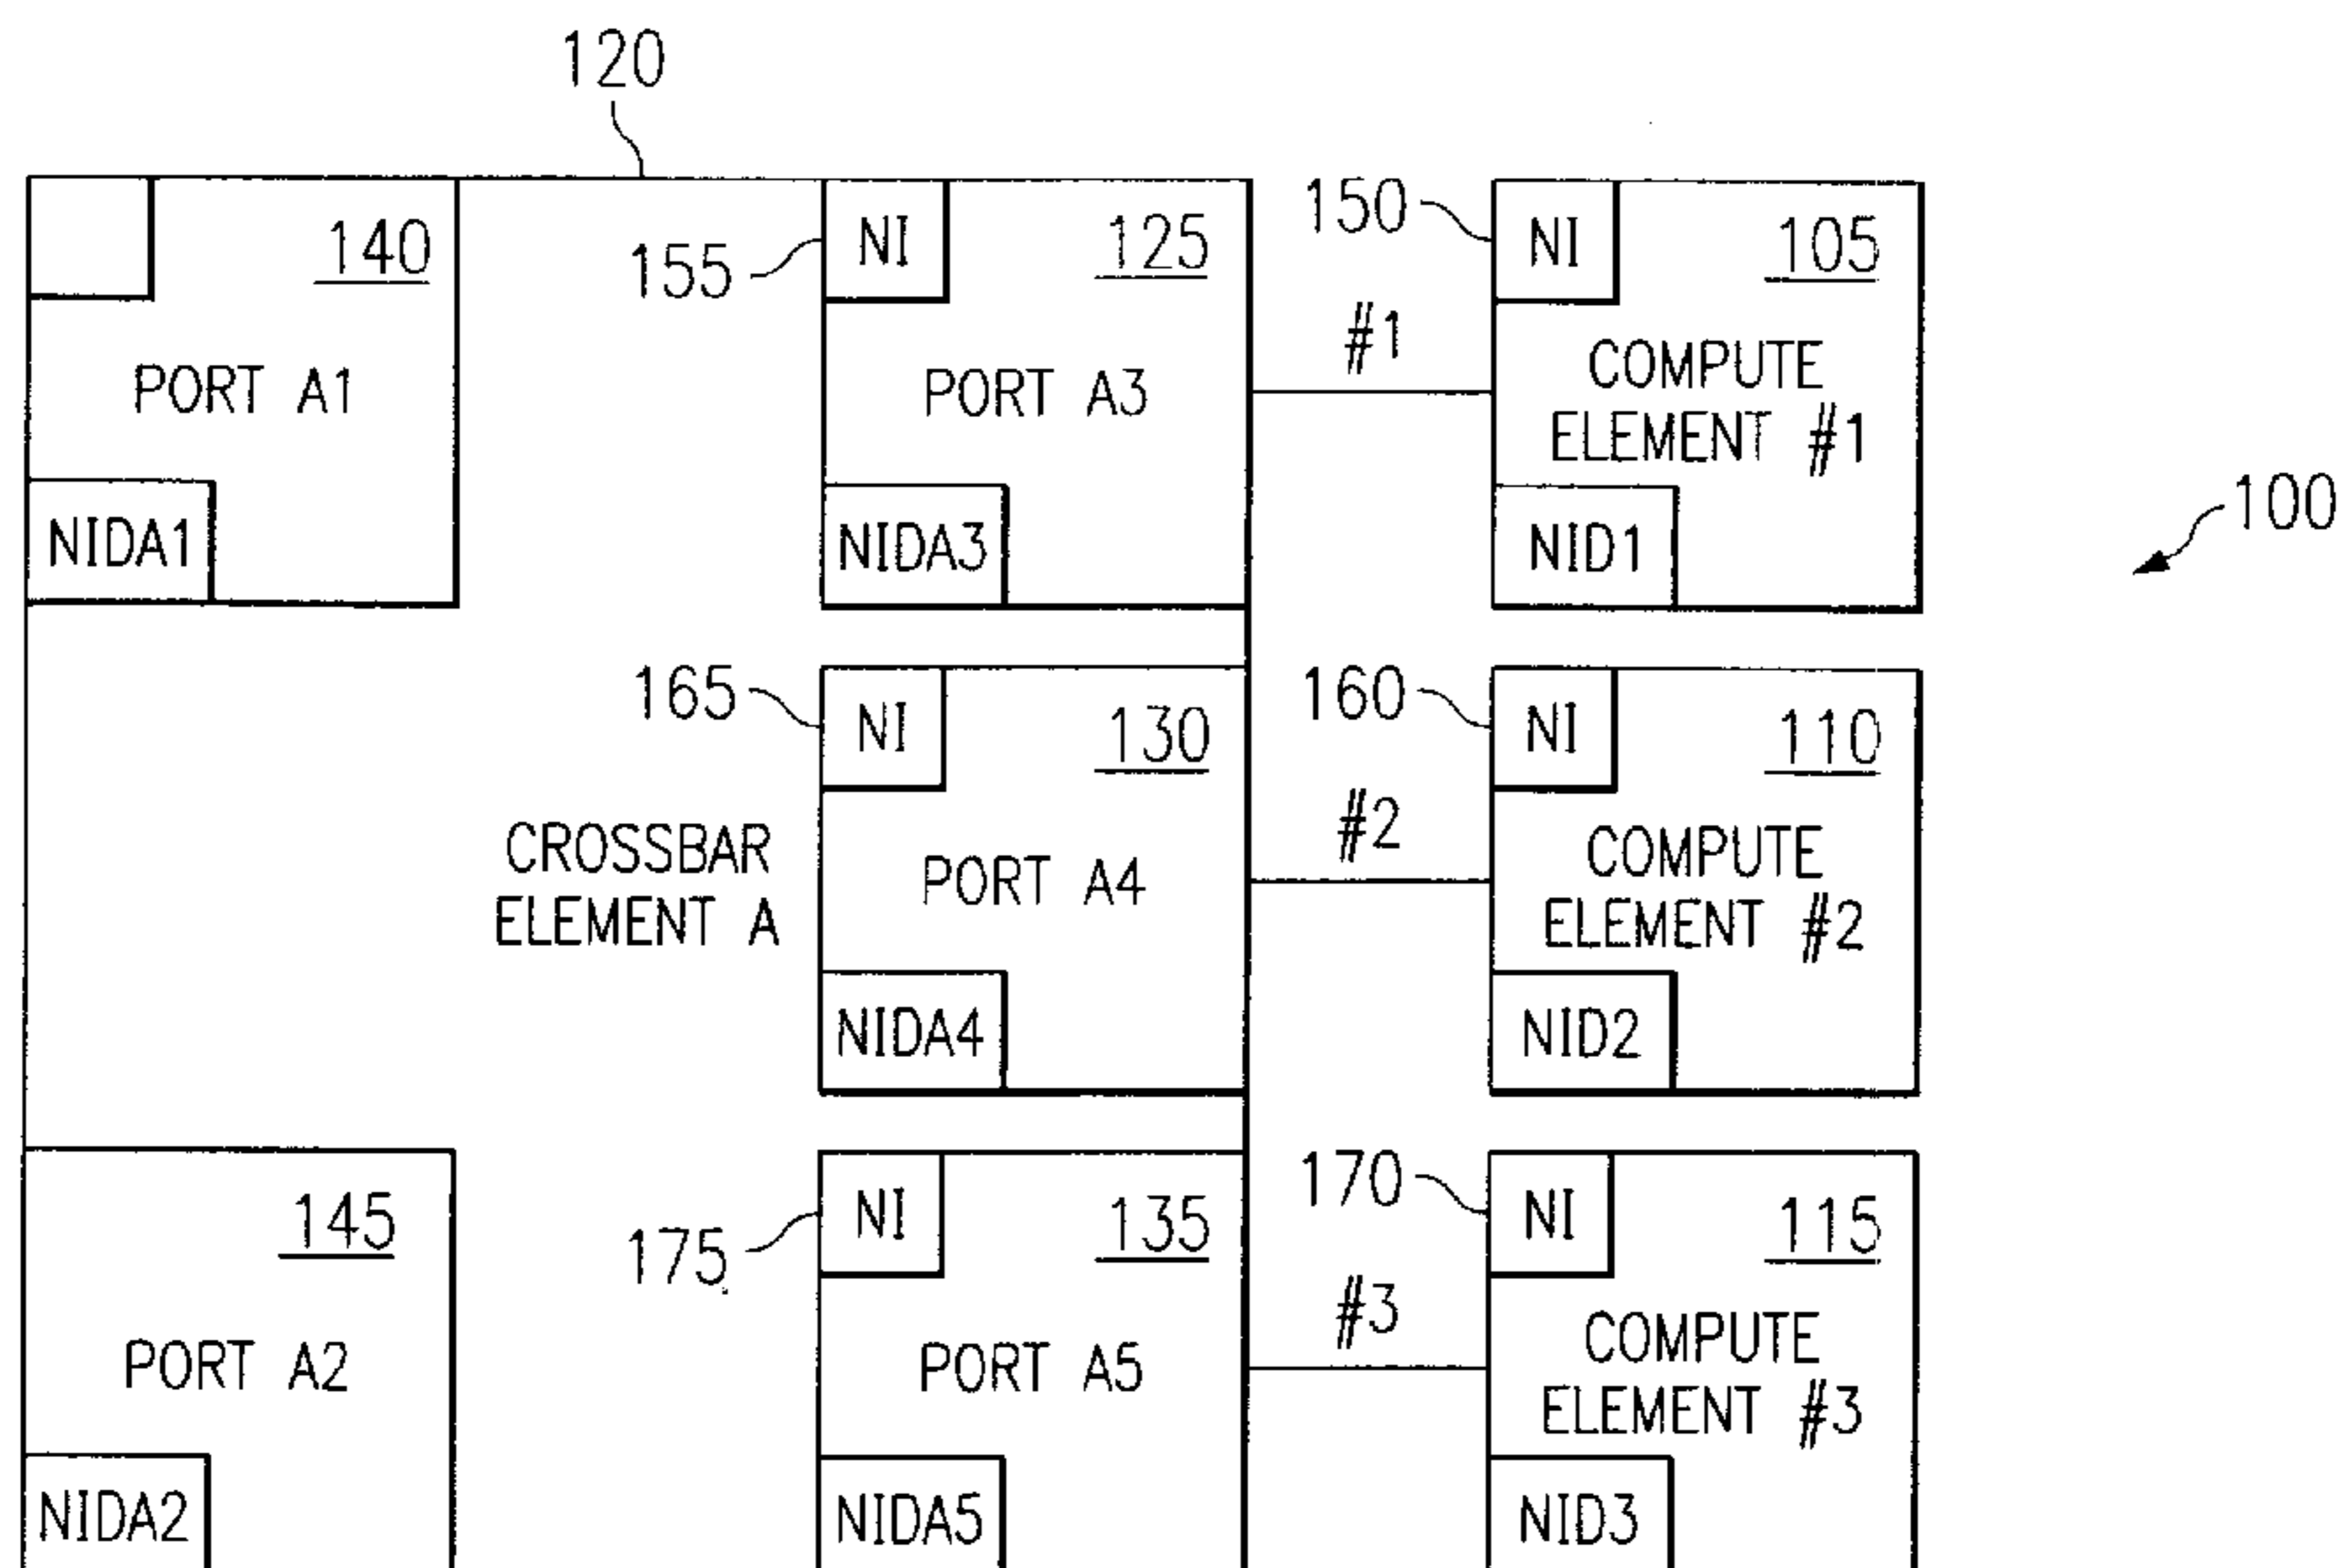 120
140
PORT A1
NIDA1
155
NI
125
PORT A3
NIDA3
150
#1
NI
105
COMPUTE
ELEMENT #1
NID1
100
CROSSBAR
ELEMENT A
165
NI
130
PORT A4
NIDA4
160
#2
NI
110
COMPUTE
ELEMENT #2
NID2
145
PORT A2
NIDA2
175
NI
135
PORT A5
NIDA5
170
#3
NI
115
COMPUTE
ELEMENT #3
NID3